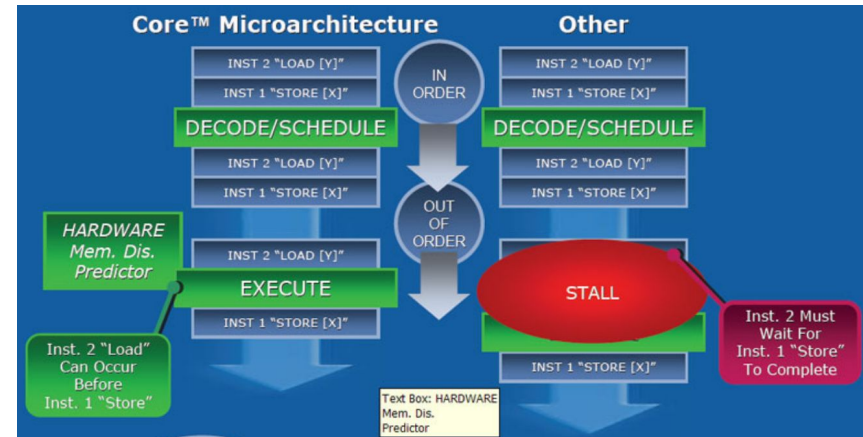 Core™ Microarchitecture
Other
INST 2 “LOAD [Y]”
INST 1 “STORE [X]”
DECODE/SCHEDULE
INST 2 “LOAD [Y]”
INST 1 “STORE [X]”
INST 2 “LOAD [Y]”
EXECUTE
INST 1 “STORE [X]”
HARDWARE
Mem. Dis.
Predictor
Inst. 2 “Load”
Can Occur
Before
Inst. 1 “Store”
IN
ORDER
OUT
OF
ORDER
INST 2 “LOAD [Y]”
INST 1 “STORE [X]”
DECODE/SCHEDULE
INST 2 “LOAD [Y]”
INST 1 “STORE [X]”
STALL
INST 1 “STORE [X]”
Inst. 2 Must
Wait For
Inst. 1 “Store”
To Complete
Text Box: HARDWARE
Mem. Dis.
Predictor